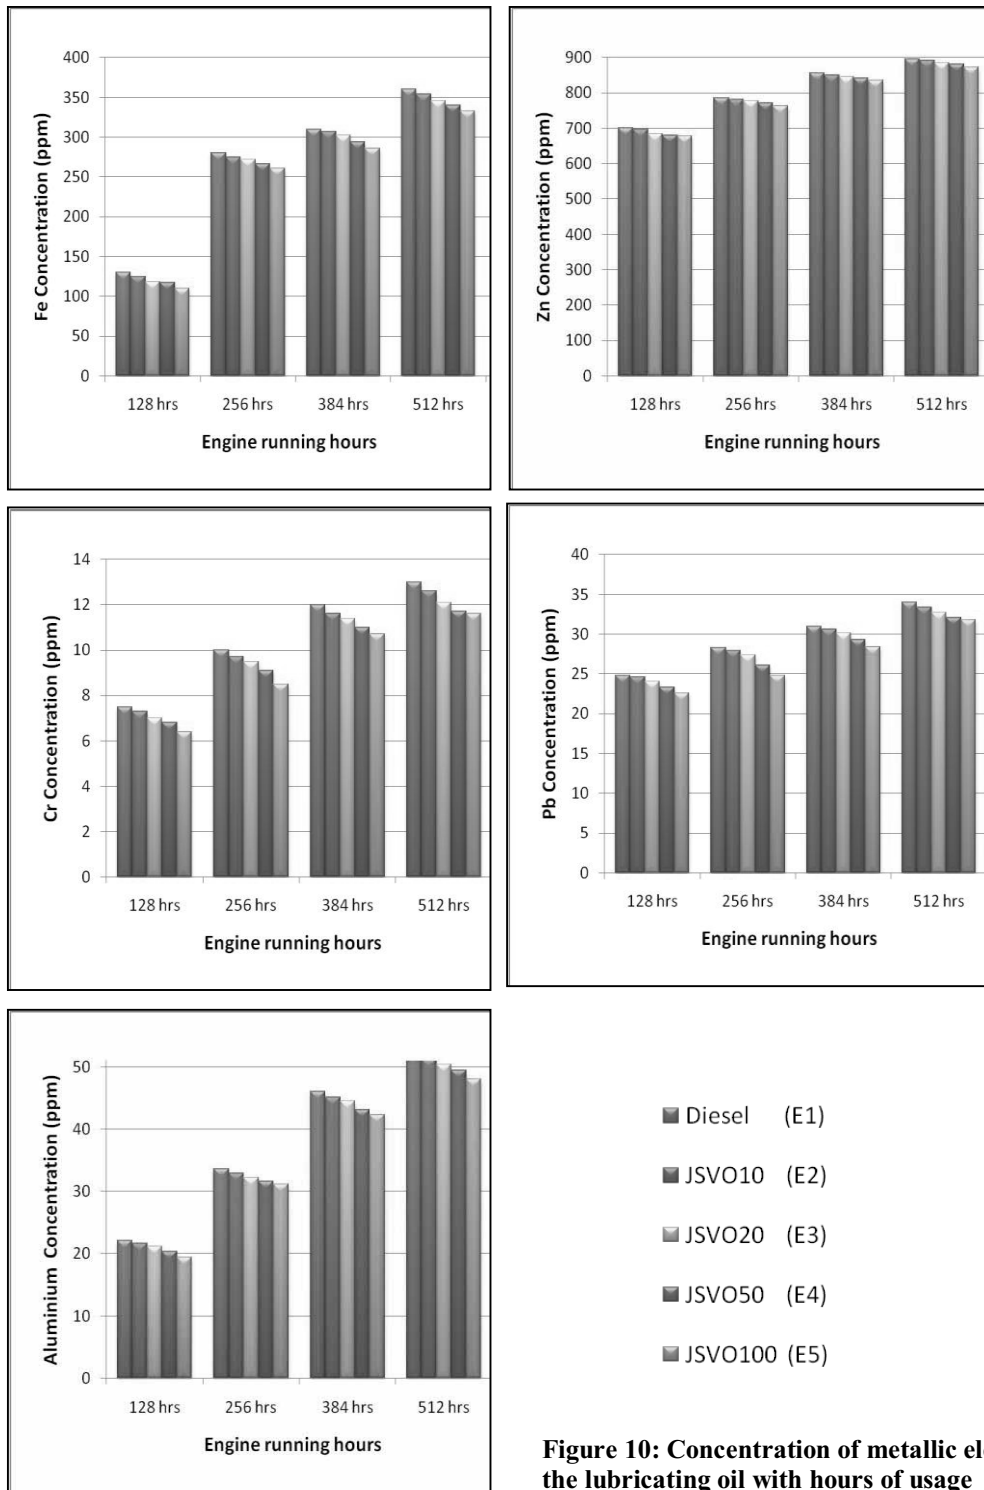 400
350
300
250
200
150
100
50
0
Fe Concentration (ppm)
128 hrs 256 hrs 384 hrs 512 hrs
Engine running hours
900
800
700
600
500
400
300
200
100
0
Zn Concentration (ppm)
128 hrs 256 hrs 384 hrs 512 hrs
Engine running hours
14
12
10
8
6
4
2
0
Cr Concentration (ppm)
128 hrs 256 hrs 384 hrs 512 hrs
Engine running hours
40
35
30
25
20
15
10
5
0
Pb Concentration (ppm)
128 hrs 256 hrs 384 hrs 512 hrs
Engine running hours
50
40
30
20
10
0
Aluminium Concentration (ppm)
128 hrs 256 hrs 384 hrs 512 hrs
Engine running hours
Diesel (E1)
JSVO10 (E2)
JSVO20 (E3)
JSVO50 (E4)
JSVO100 (E5)
Figure 10: Concentration of metallic
the lubricating oil with hours of usage